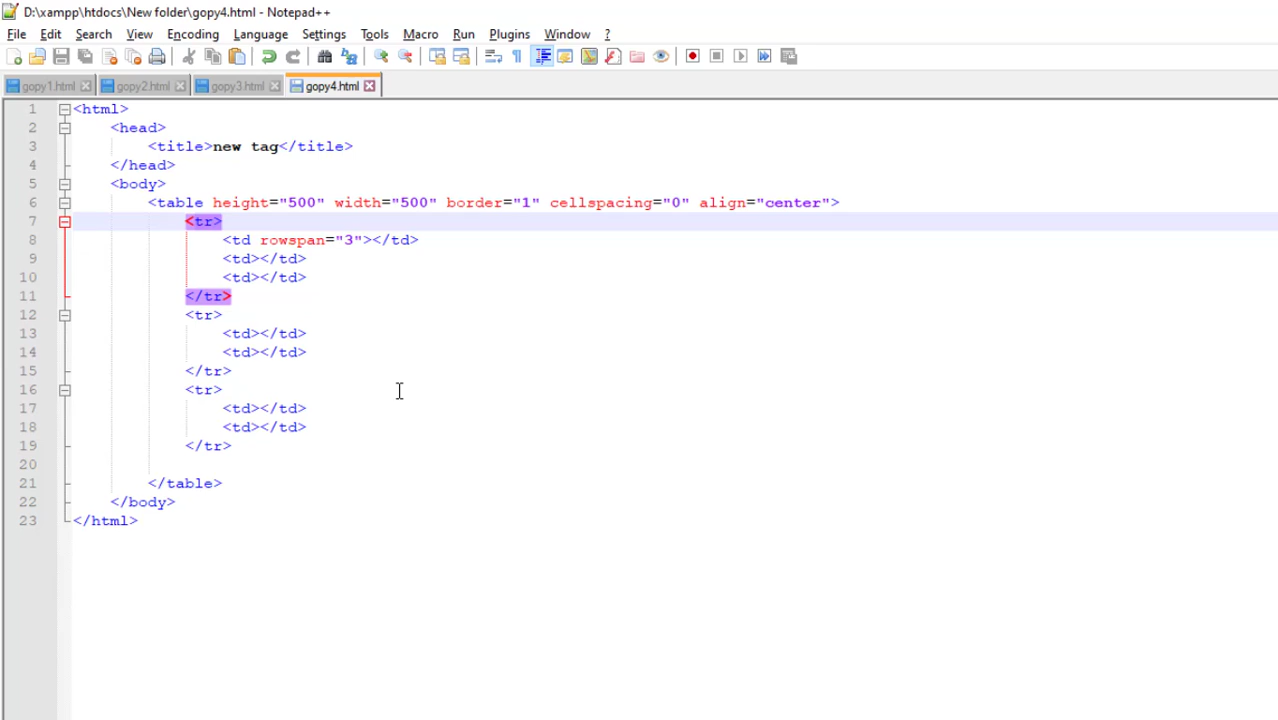 D:\xampp\htdocs\New folder\gopy4.html - Notepad++
File Edit Search View Encoding Language Settings Tools Macro Run Plugins Window ?
gopy1.html gopy2.html gopy3.html gopy4.html
1 <html>
2 <head>
3 <title>new tag</title>
4 </head>
5 <body>
6 <table height="500" width="500" border="1" cellspacing="0" align="center">
7 <tr>
8 <td rowspan="3"></td>
9 <td></td>
10 <td></td>
11 </tr>
12 <tr>
13 <td></td>
14 <td></td>
15 </tr>
16 <tr>
17 <td></td>
18 <td></td>
19 </tr>
20
21 </table>
22 </body>
23 </html>